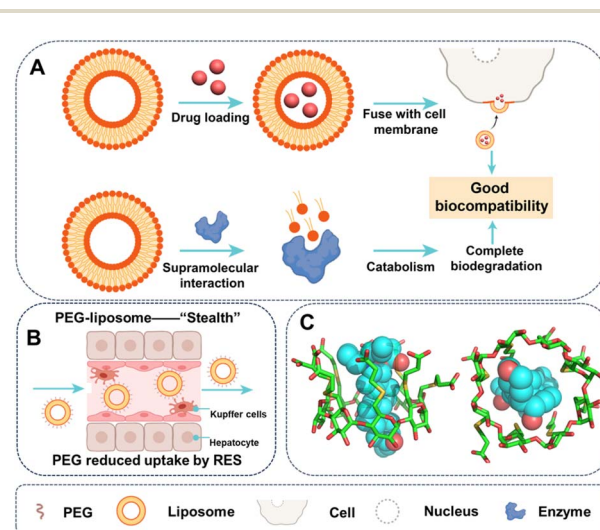 A
Drug loading
Fuse with cell
membrane
Good
biocompatibility
Supramolecular
interaction
Catabolism
Complete
biodegradation
B
PEG-liposome——“Stealth”
Kupffer cells
Hepatocyte
PEG reduced uptake by RES
C
PEG
Liposome
Cell
Nucleus
Enzyme